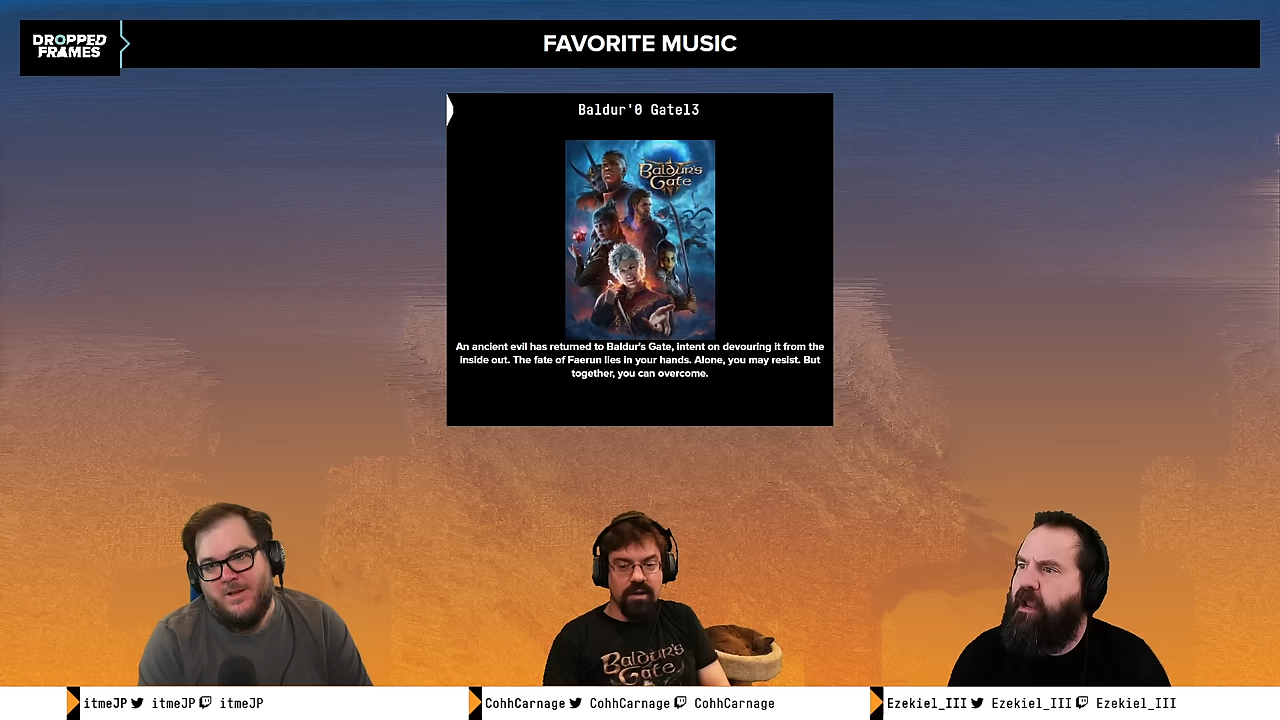 DROPPED
FRAMES
FAVORITE MUSIC
Baldur'0 Gatel3
Baldur's
Gate
An ancient evil has returned to Baldur's Gate, intent on devouring it from the
inside out. The fate of Faerun lies in your hands. Alone, you may resist. But
together, you can overcome.
Baldur's
Gate
itmeJP itmeJP itmeJP
CohhCarnage CohhCarnage CohhCarnage
Ezekiel_III Ezekiel_III Ezekiel_III